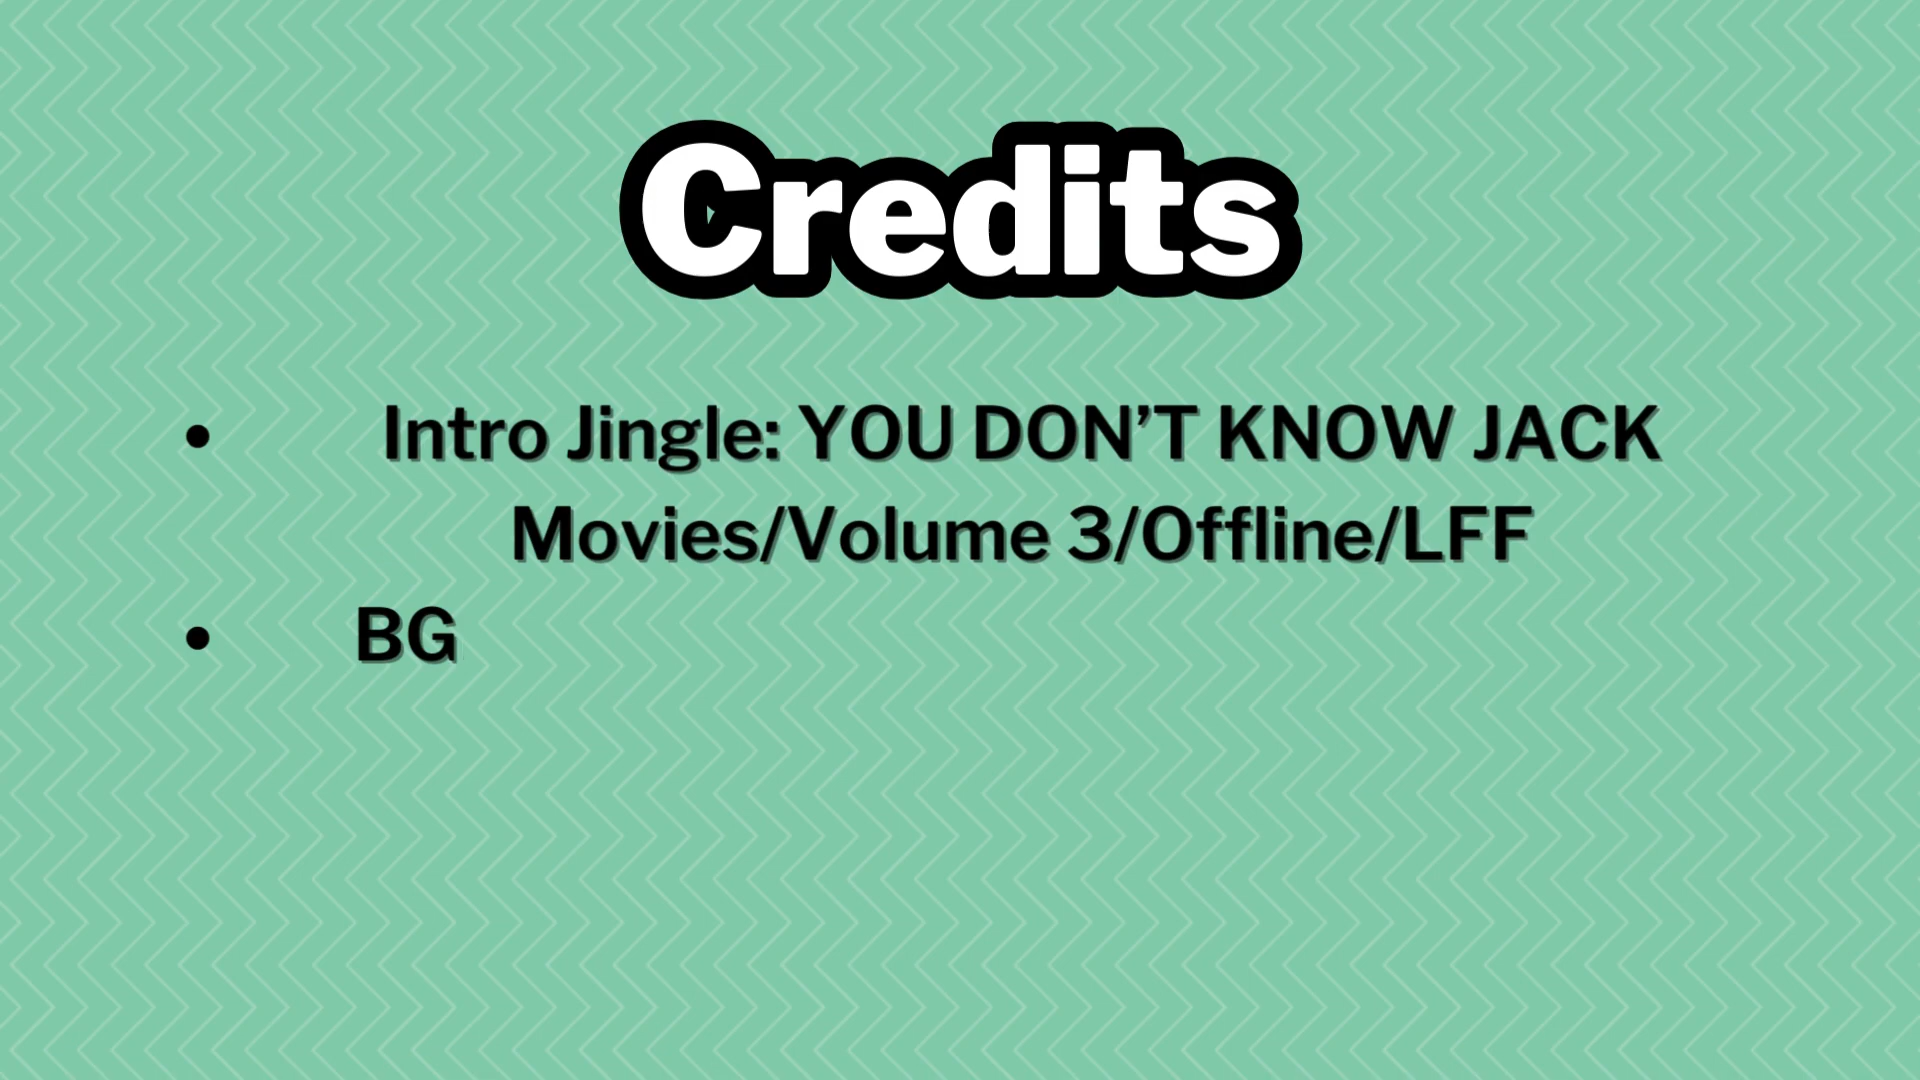 Credits
• Intro Jingle: YOU DON’T KNOW JACK
Movies/Volume 3/Offline/LFF
• BG